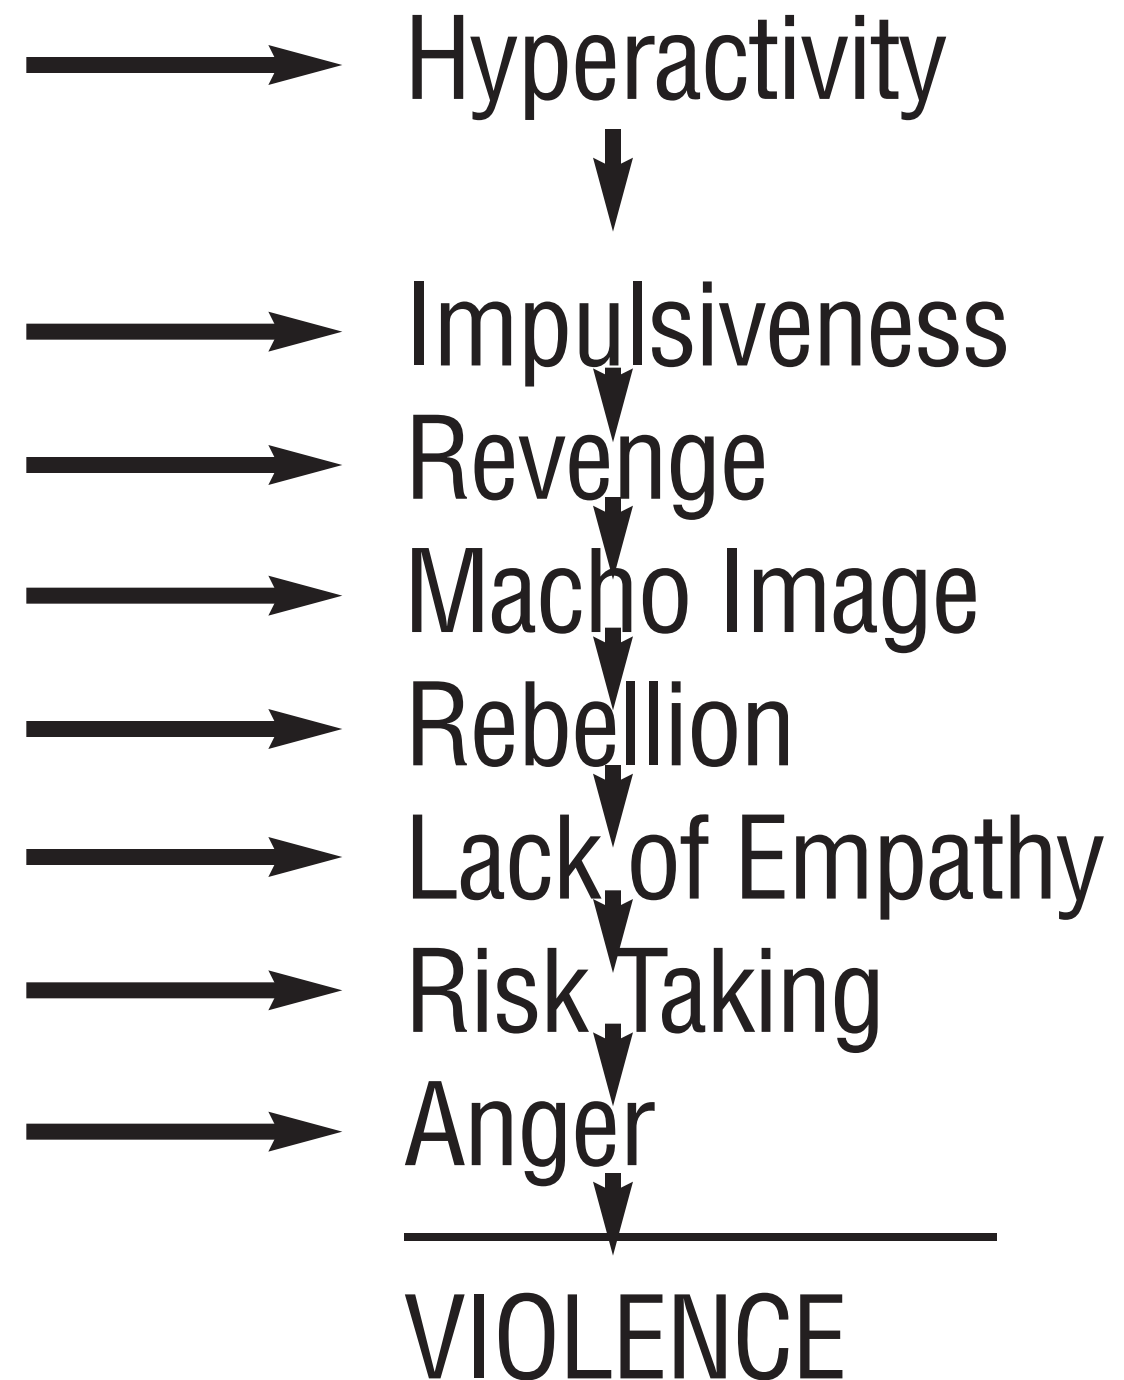 Hyperactivity
Impulsiveness
Revenge
Macho Image
Rebellion
Lack of Empathy
Risk Taking
Anger
VIOLENCE